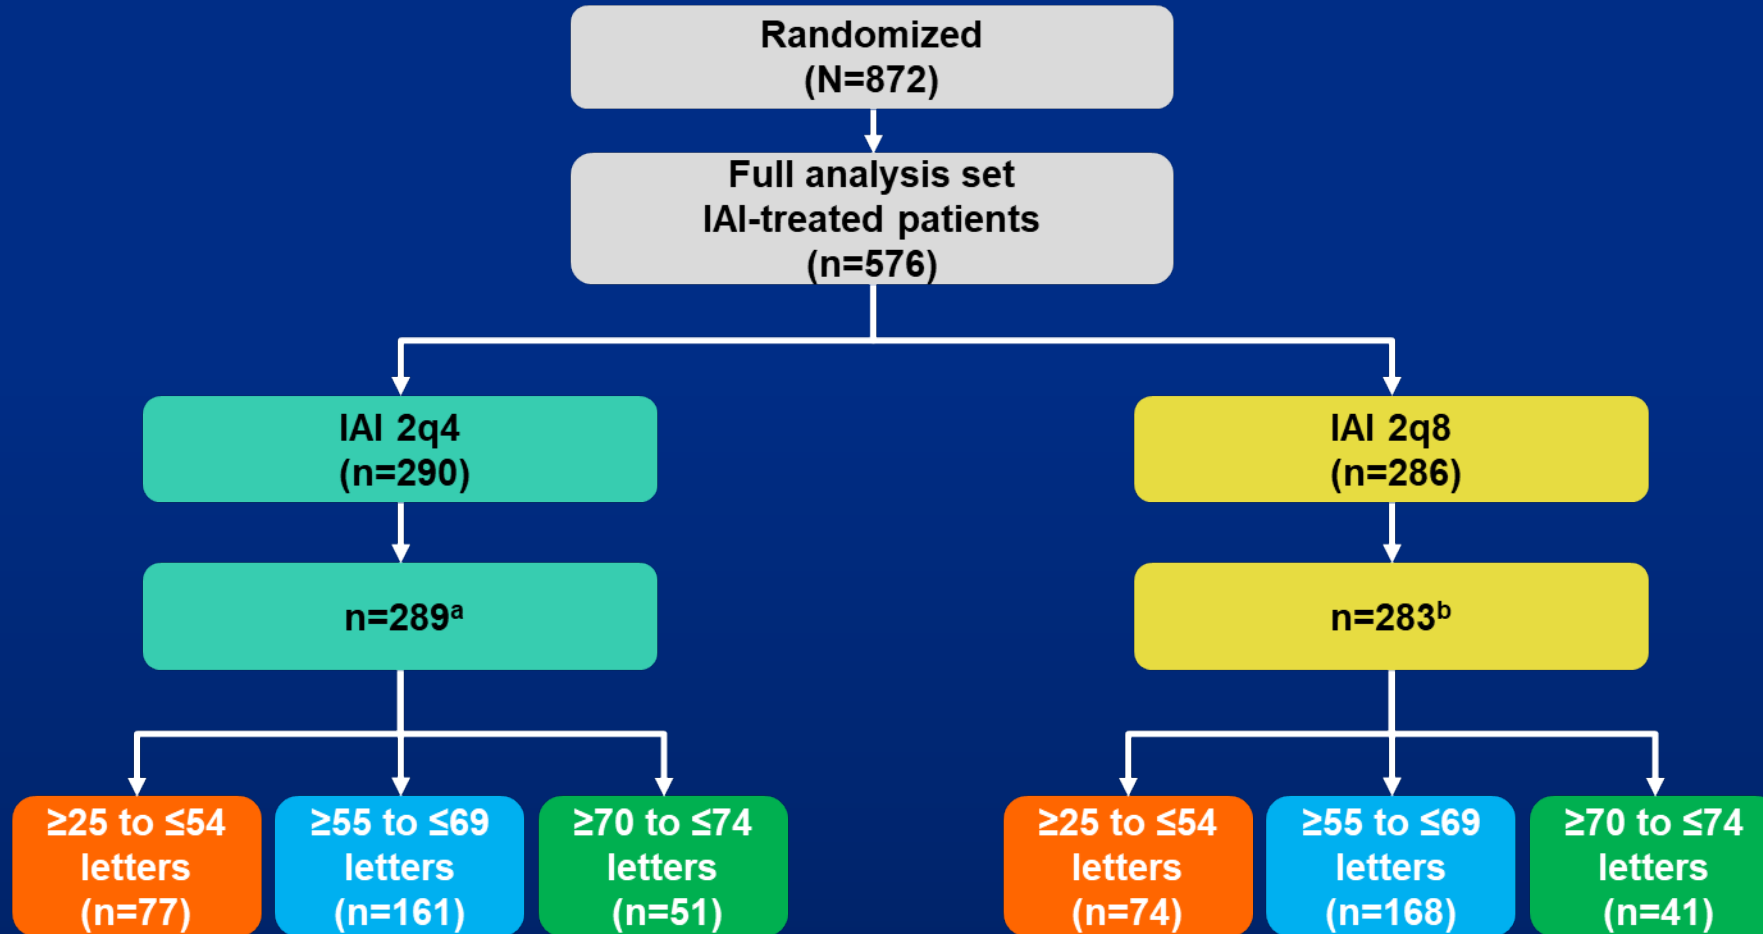 Randomized
(N=872)
Full analysis set
IAI-treated patients
(n=576)
IAI 2q4
(n=290)
IAI 2q8
(n=286)
n=289ᵃ
n=283ᵇ
≥25 to ≤54
letters
(n=77)
≥55 to ≤69
letters
(n=161)
≥70 to ≤74
letters
(n=51)
≥25 to ≤54
letters
(n=74)
≥55 to ≤69
letters
(n=168)
≥70 to ≤74
letters
(n=41)